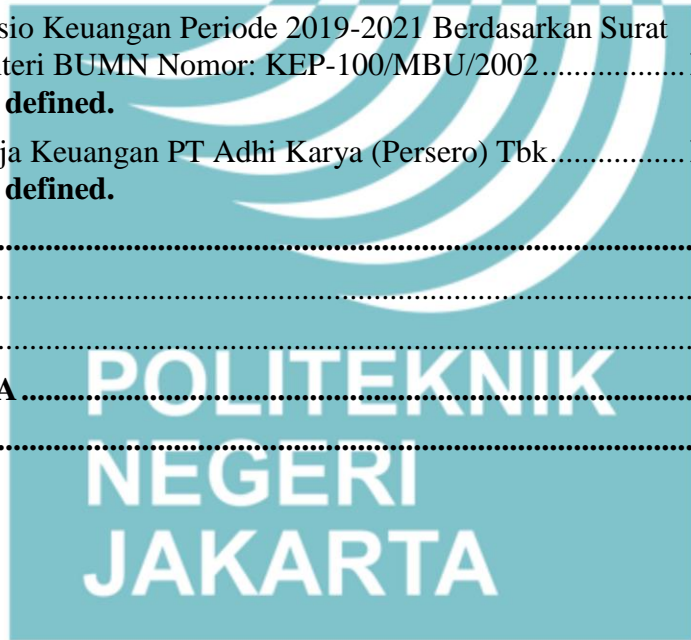 sio Keuangan Periode 2019-2021 Berdasarkan Surat
teri BUMN Nomor: KEP-100/MBU/2002.................
defined.
ja Keuangan PT Adhi Karya (Persero) Tbk.................
defined.
A
POLITEKNIK
NEGERI
JAKARTA